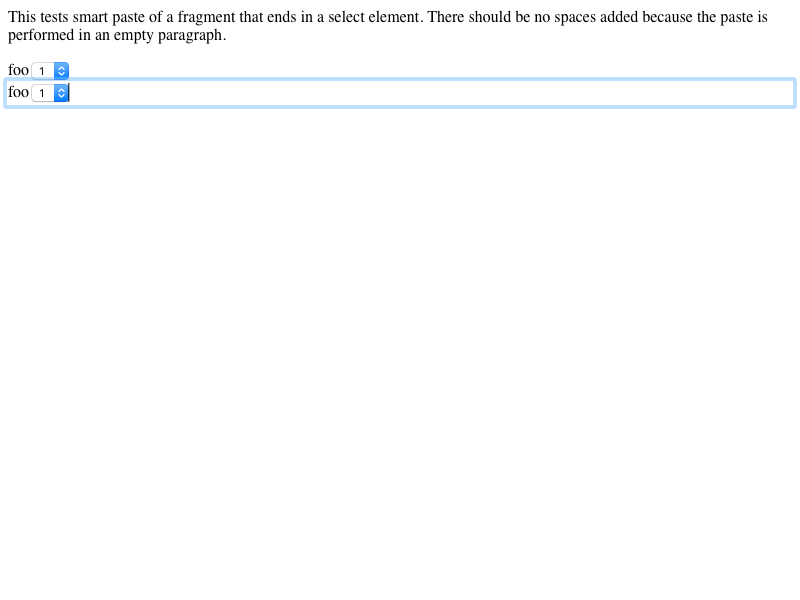 This tests smart paste of a fragment that ends in a select element. There should be no spaces added because the paste is
performed in an empty paragraph.
foo 1
foo 1